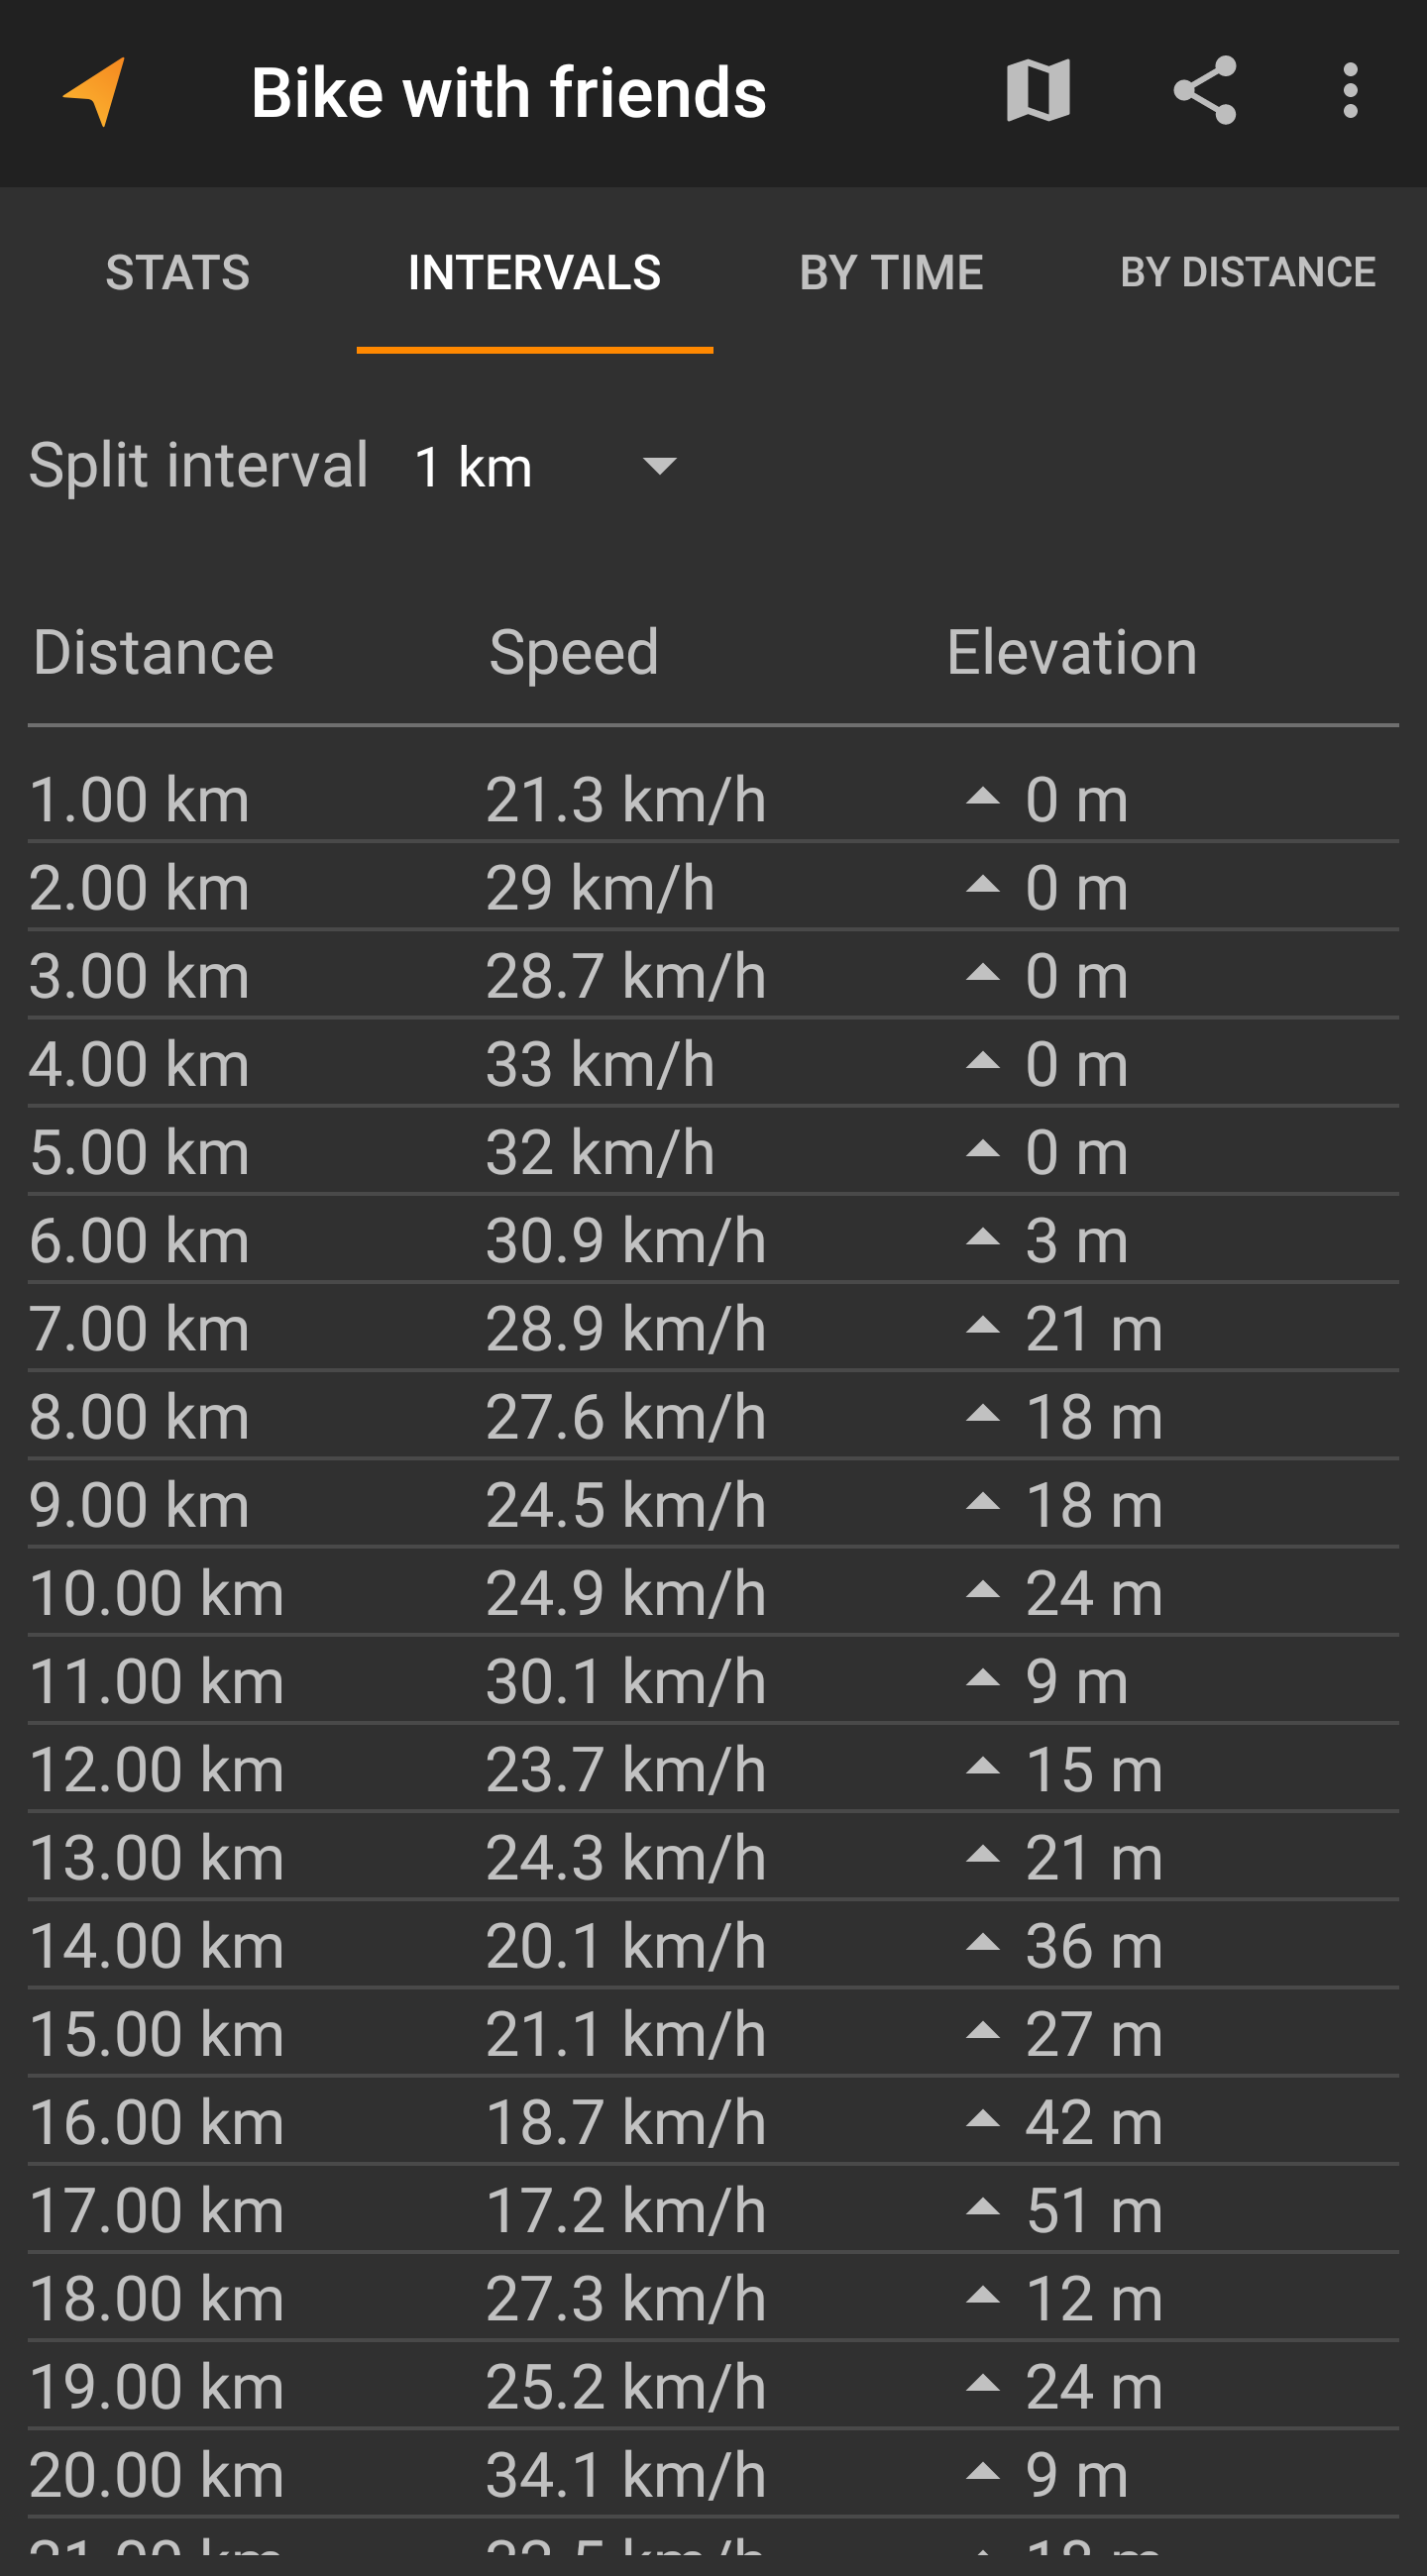 Bike with friends
STATS INTERVALS BY TIME BY DISTANCE
Split interval 1 km
Distance Speed Elevation
1.00 km 21.3 km/h 0 m
2.00 km 29 km/h 0 m
3.00 km 28.7 km/h 0 m
4.00 km 33 km/h 0 m
5.00 km 32 km/h 0 m
6.00 km 30.9 km/h 3 m
7.00 km 28.9 km/h 21 m
8.00 km 27.6 km/h 18 m
9.00 km 24.5 km/h 18 m
10.00 km 24.9 km/h 24 m
11.00 km 30.1 km/h 9 m
12.00 km 23.7 km/h 15 m
13.00 km 24.3 km/h 21 m
14.00 km 20.1 km/h 36 m
15.00 km 21.1 km/h 27 m
16.00 km 18.7 km/h 42 m
17.00 km 17.2 km/h 51 m
18.00 km 27.3 km/h 12 m
19.00 km 25.2 km/h 24 m
20.00 km 34.1 km/h 9 m